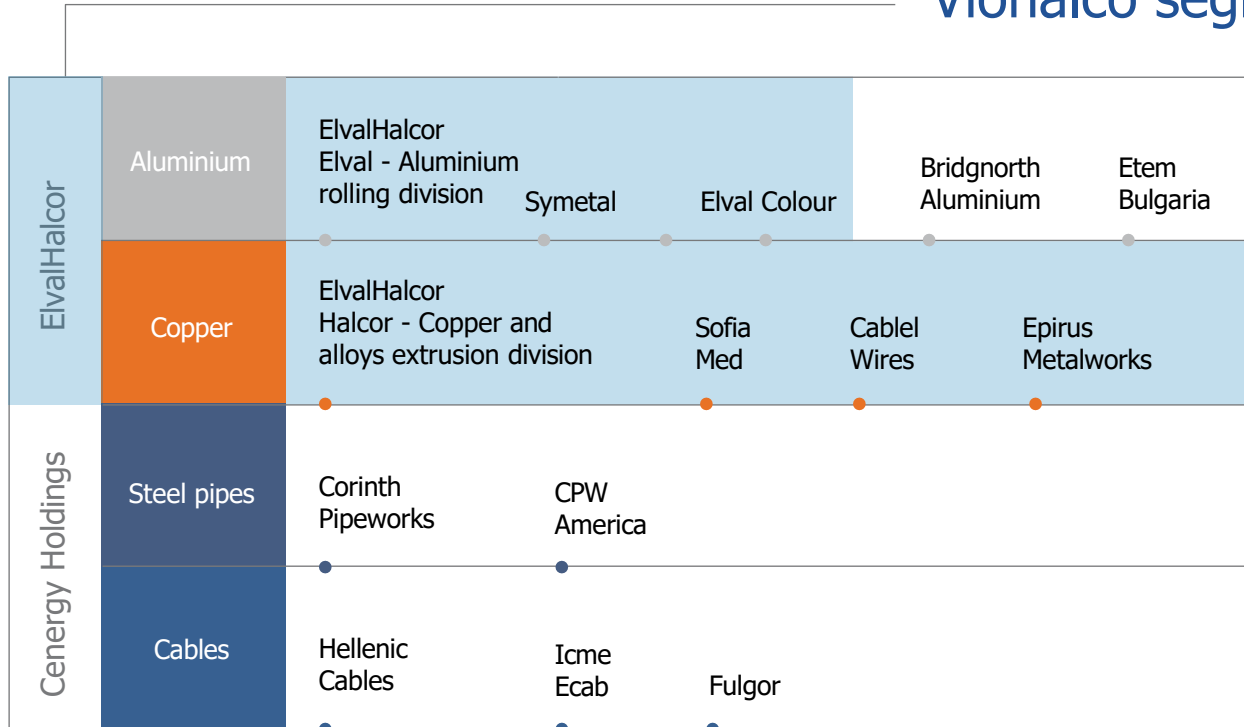 Viohalco
ElvalHalcor
Aluminium
ElvalHalcor
Elval - Aluminium
rolling division
Symetal
Elval Colour
Bridgnorth
Aluminium
Etem
Bulgaria
Copper
ElvalHalcor
Halcor - Copper and
alloys extrusion division
Sofia
Med
Cablel
Wires
Epirus
Metalworks
Cenergy Holdings
Steel pipes
Corinth
Pipeworks
CPW
America
Cables
Hellenic
Cables
Icme
Ecab
Fulgor